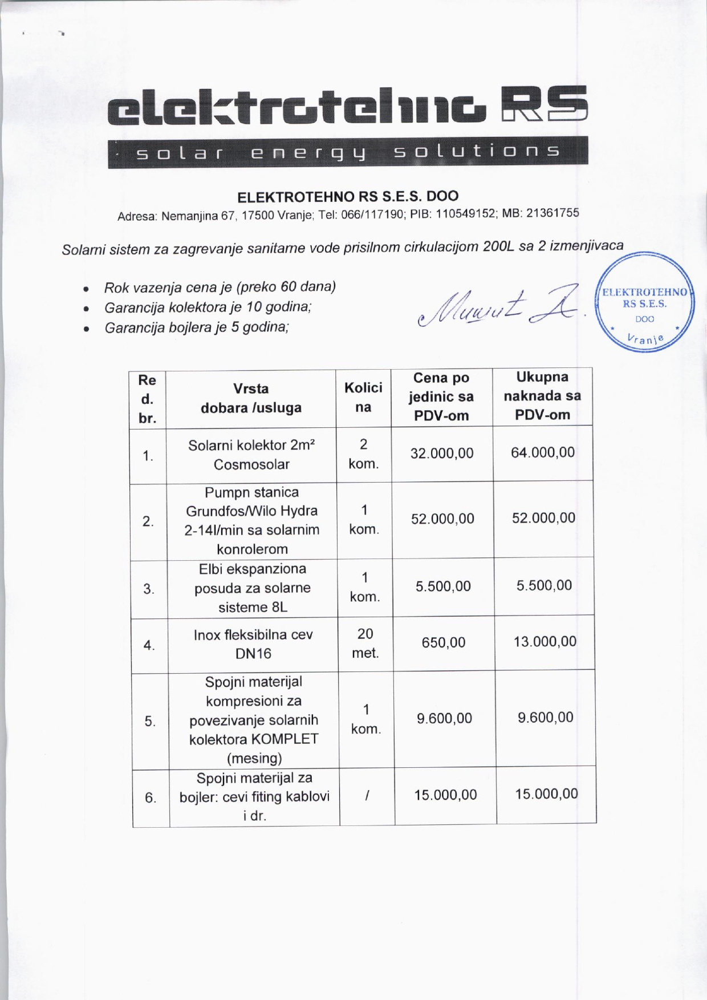 elektrotehno RS
solar energy solutions
ELEKTROTEHNO RS S.E.S. DOO
Adresa: Nemanjina 67, 17500 Vranje; Tel: 066/117190; PIB: 110549152; MB: 21361755
Solarni sistem za zagrevanje sanitarne vode prisilnom cirkulacijom 200L sa 2 izmenjivaca
• Rok vazenja cena je (preko 60 dana)
• Garancija kolektora je 10 godina;
• Garancija bojlera je 5 godina;
ELEKTROTEHNO
RS S.E.S.
DOO
* Vranje *
Re
d.
br.
Vrsta
dobara /usluga
Kolici
na
Cena po
jedinic sa
PDV-om
Ukupna
naknada sa
PDV-om
1.
Solarni kolektor 2m²
Cosmosolar
2
kom.
32.000,00
64.000,00
2.
Pumpn stanica
Grundfos/Wilo Hydra
2-14l/min sa solarnim
konrolerom
1
kom.
52.000,00
52.000,00
3.
Elbi ekspanziona
posuda za solarne
sisteme 8L
1
kom.
5.500,00
5.500,00
4.
Inox fleksibilna cev
DN16
20
met.
650,00
13.000,00
5.
Spojni materijal
kompresioni za
povezivanje solarnih
kolektora KOMPLET
(mesing)
1
kom.
9.600,00
9.600,00
6.
Spojni materijal za
bojler: cevi fiting kablovi
i dr.
/
15.000,00
15.000,00